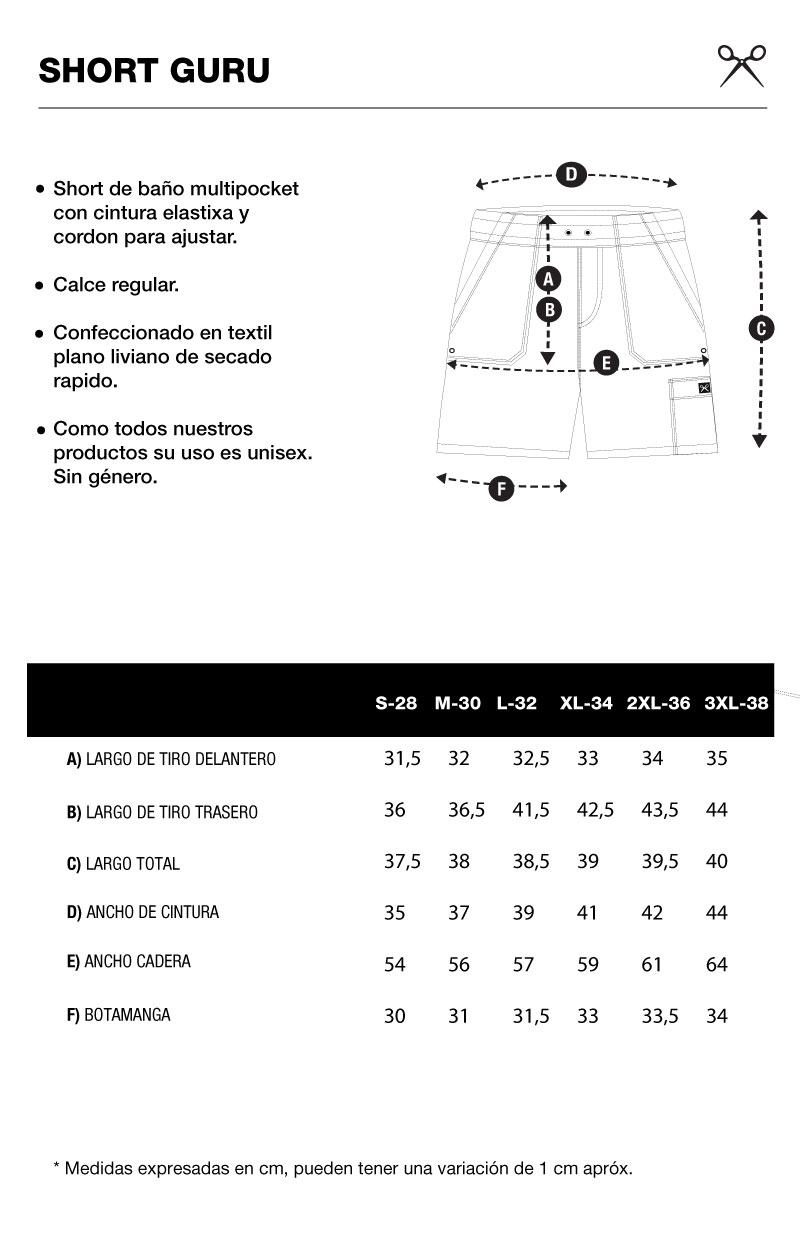 SHORT GURU
• Short de baño multipocket
con cintura elastixa y
cordon para ajustar.
• Calce regular.
• Confeccionado en textil
plano liviano de secado
rapido.
• Como todos nuestros
productos su uso es unisex.
Sin género.
D
A
B
C
E
F
S-28 M-30 L-32 XL-34 2XL-36 3XL-38
A) LARGO DE TIRO DELANTERO 31,5 32 32,5 33 34 35
B) LARGO DE TIRO TRASERO 36 36,5 41,5 42,5 43,5 44
C) LARGO TOTAL 37,5 38 38,5 39 39,5 40
D) ANCHO DE CINTURA 35 37 39 41 42 44
E) ANCHO CADERA 54 56 57 59 61 64
F) BOTAMANGA 30 31 31,5 33 33,5 34
* Medidas expresadas en cm, pueden tener una variación de 1 cm apróx.